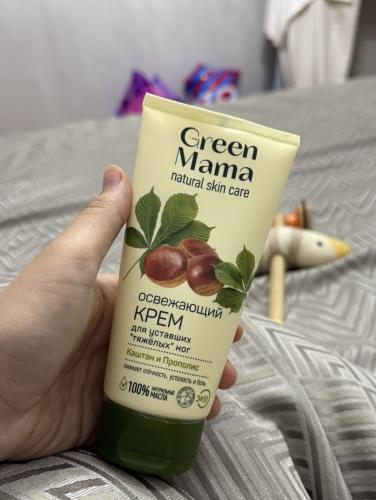 Green
Mama
natural skin care
освежающий
КРЕМ
для уставших
"тяжёлых" ног
Каштан и Прополис
снимает отёчность, усталость и боль
100% НАТУРАЛЬНЫЕ
МАСЛА
ЭКО